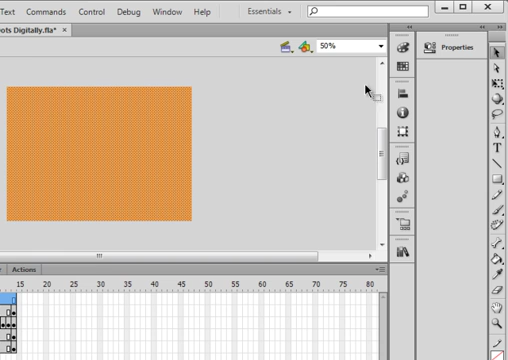 Text Commands Control Debug Window Help Essentials
ots Digitally.fla* ×
50%
Properties
Actions
15 20 25 30 35 40 45 50 55 60 65 70 75 80